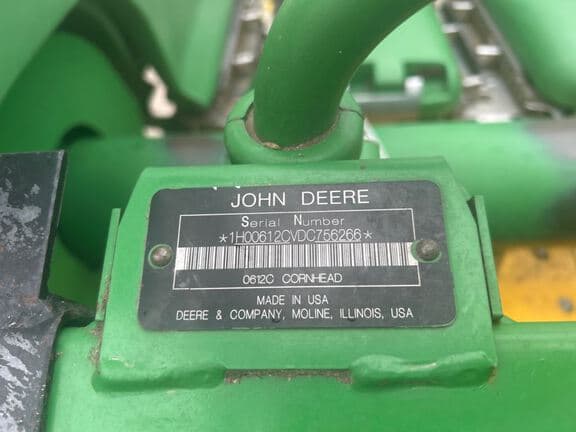 JOHN DEERE
Serial Number
*1H00612CVDC756266*
0612C CORNHEAD
MADE IN USA
DEERE & COMPANY, MOLINE, ILLINOIS, USA